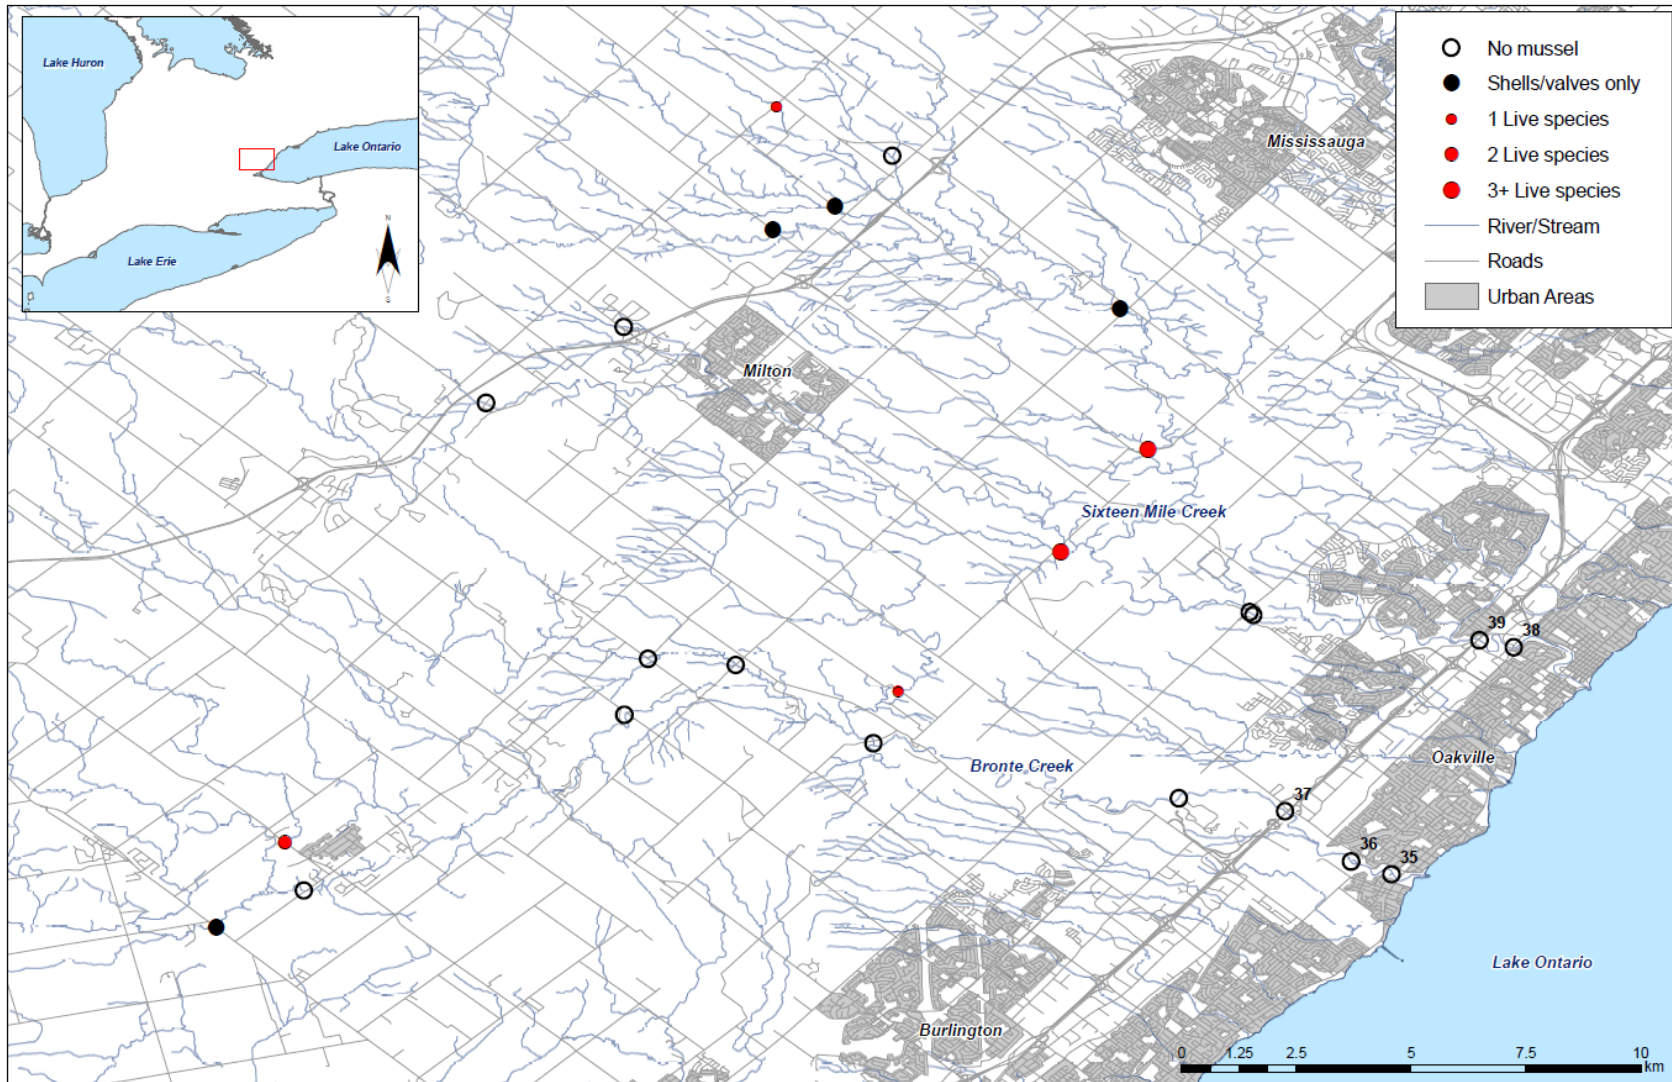 Lake Huron
Lake Ontario
Lake Erie
N
S
No mussel
Shells/valves only
1 Live species
2 Live species
3+ Live species
River/Stream
Roads
Urban Areas
Mississauga
Milton
Sixteen Mile Creek
39
38
Oakville
Bronte Creek
37
36
35
Lake Ontario
Burlington
0 1.25 2.5 5 7.5 10
km